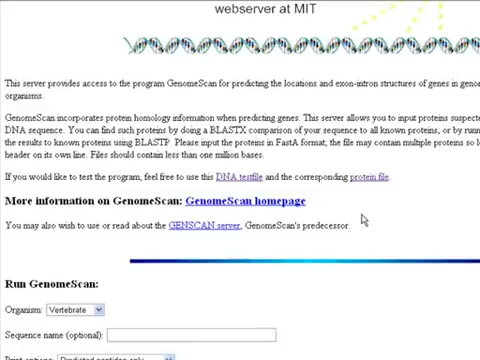 webserver at MIT
This server provides access to the program GenomeScan for predicting the locations and exon-intron structures of genes in
organisms.
GenomeScan incorporates protein homology information when predicting genes. This server allows you to input proteins
DNA sequence. You can find such proteins by doing a BLASTX comparison of your sequence to all known proteins, or by
the results to known proteins using BLASTP. Please input the proteins in FastA format, the file may contain multiple proteins
header on its own line. Files should contain less than one million bases.
If you would like to test the program, feel free to use this DNA testfile and the corresponding protein file.
More information on GenomeScan: GenomeScan homepage
You may also wish to use or read about the GENSCAN server, GenomeScan's predecessor.
Run GenomeScan:
Organism: Vertebrate
Sequence name (optional):
Print options: Predicted peptides only